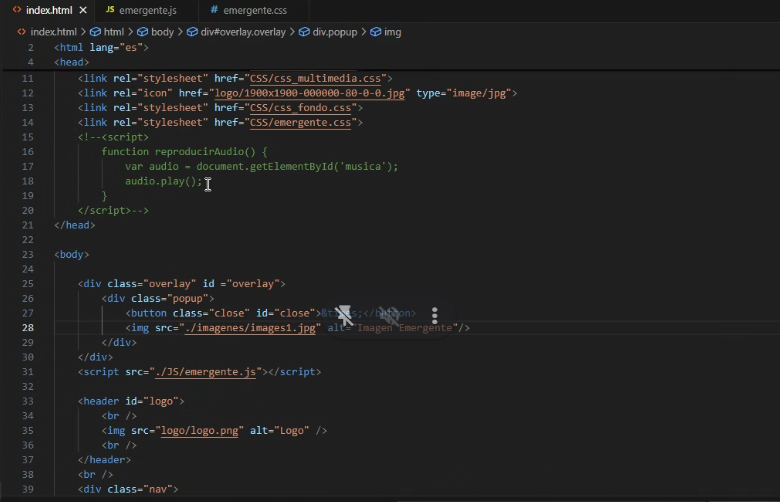 index.html JS emergente.js # emergente.css
index.html > html > body > div#overlay.overlay > div.popup > img
2 <html lang="es">
4 <head>
11 <link rel="stylesheet" href="CSS/css_multimedia.css">
12 <link rel="icon" href="logo/1900x1900-000000-80-0-0.jpg" type="image/jpg">
13 <link rel="stylesheet" href="CSS/css_fondo.css">
14 <link rel="stylesheet" href="CSS/emergente.css">
15 <!--<script>
16 function reproducirAudio() {
17 var audio = document.getElementById('musica');
18 audio.play();
19 }
20 </script>-->
21 </head>
22
23 <body>
24
25 <div class="overlay" id ="overlay">
26 <div class="popup">
27 <button class="close" id="close"></button>
28 <img src="./imagenes/images1.jpg" alt="Imagen Emergente"/>
29 </div>
30 </div>
31 <script src="./JS/emergente.js"></script>
32
33 <header id="logo">
34 <br />
35 <img src="logo/logo.png" alt="Logo" />
36 <br />
37 </header>
38 <br />
39 <div class="nav">